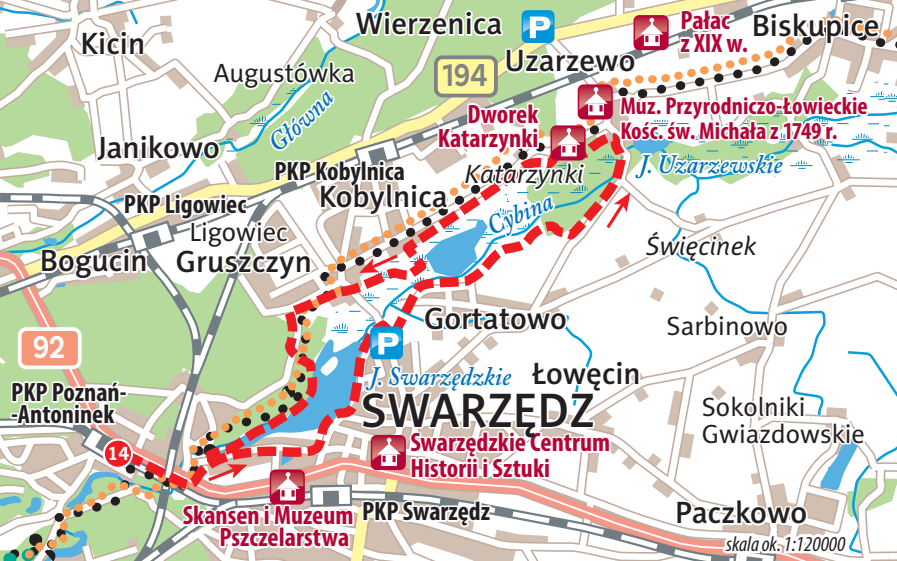 Wierzenica
P
Pałac
z XIX w.
Biskupice
Kicin
Augustówka
194
Uzarzewo
Główna
Dworek
Katarzynki
Muz. Przyrodniczo-Łowieckie
Kośc. św. Michała z 1749 r.
Janikowo
PKP Kobylnica
Katarzynki
J. Uzarzewskie
Kobylnica
PKP Ligowiec
Ligowiec
Cybina
Święcinek
Bogucin
Gruszczyn
Gortatowo
Sarbinowo
92
P
J. Swarzędzkie
Łowęcin
PKP Poznań-
-Antoninek
SWARZĘDZ
Sokolniki
Gwiazdowskie
14
Swarzędzkie Centrum
Historii i Sztuki
Skansen i Muzeum
Pszczelarstwa
PKP Swarzędz
Paczkowo
skala ok. 1:120000